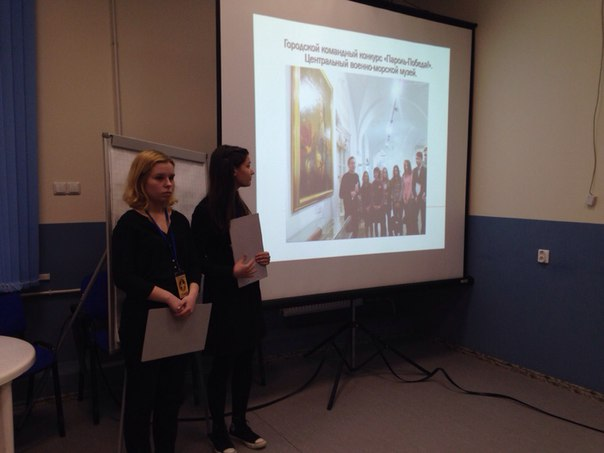 Городской командный конкурс «Пароль-Победа!».
Центральный военно-морской музей.